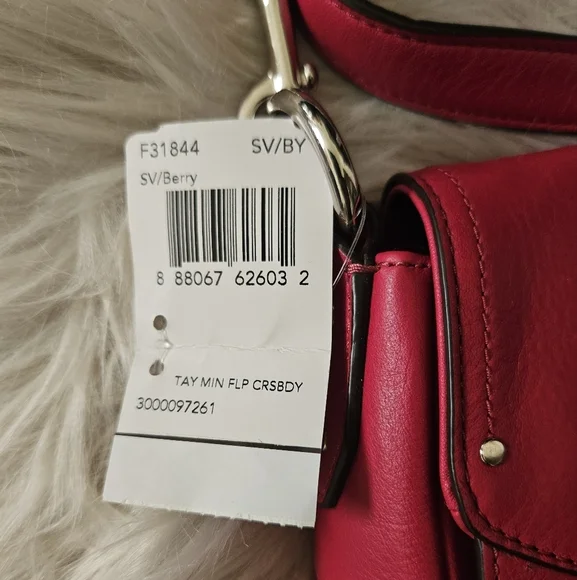 F31844 SV/BY
SV/Berry
8 88067 62603 2
TAY MIN FLP CRSBDY
3000097261